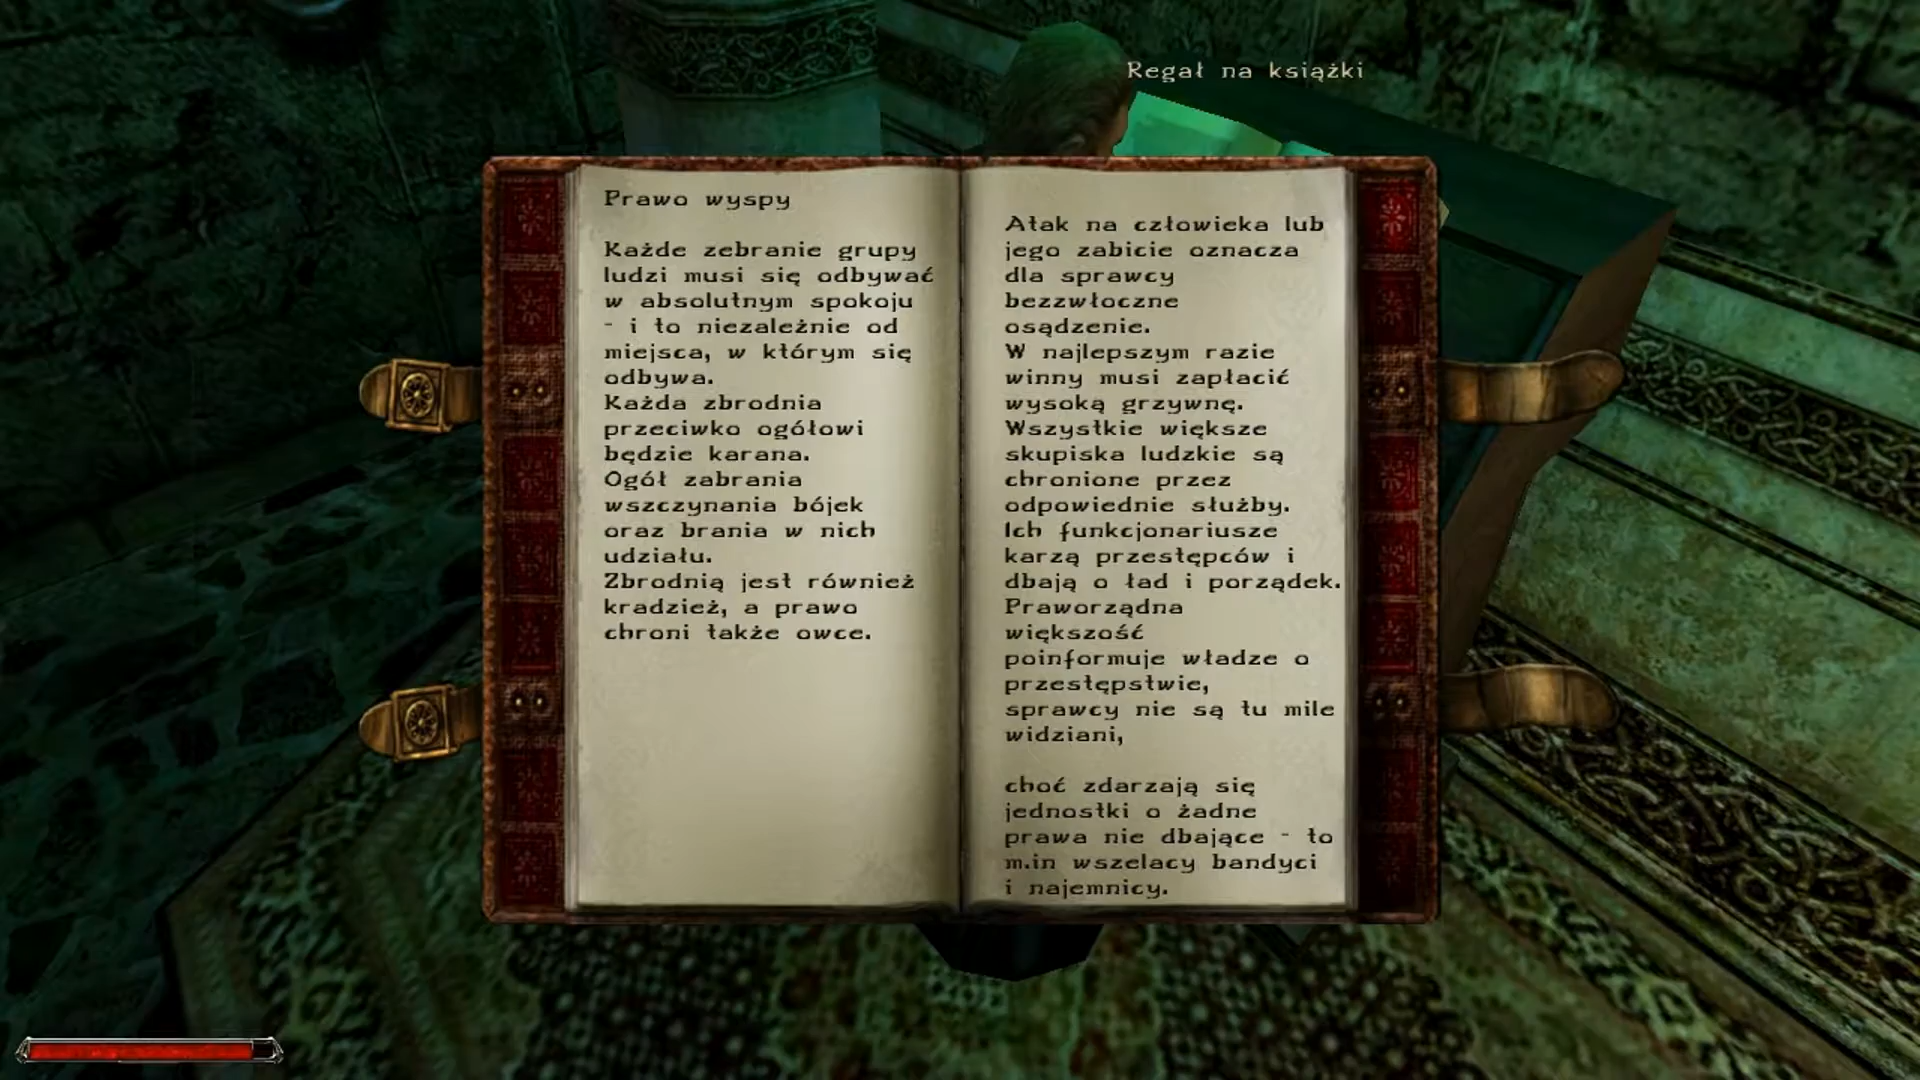 Regał na książki
Prawo wyspy
Każde zebranie grupy
ludzi musi się odbywać
w absolutnym spokoju
- i to niezależnie od
miejsca, w którym się
odbywa.
Każda zbrodnia
przeciwko ogółowi
będzie karana.
Ogół zabrania
wszczynania bójek
oraz brania w nich
udziału.
Zbrodnią jest również
kradzież, a prawo
chroni także owce.
Atak na człowieka lub
jego zabicie oznacza
dla sprawcy
bezzwłoczne
osądzenie.
W najlepszym razie
winny musi zapłacić
wysoką grzywnę.
Wszystkie większe
skupiska ludzkie są
chronione przez
odpowiednie służby.
Ich funkcjonariusze
karzą przestępców i
dbają o ład i porządek.
Praworządna
większość
poinformuje władze o
przestępstwie,
sprawcy nie są tu mile
widziani,
choć zdarzają się
jednostki o żadne
prawa nie dbające - to
m.in wszelacy bandyci
i najemnicy.